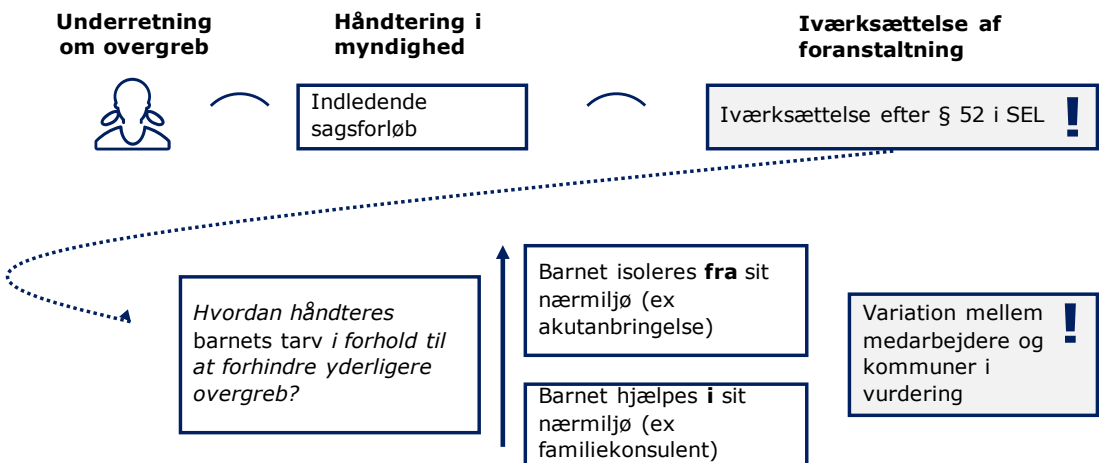 Underretning
om overgreb
Håndtering i
myndighed
Iværksættelse af
foranstaltning
Indledende
sagsforløb
Iværksættelse efter § 52 i SEL
!
Hvordan håndteres
barnets tarv i forhold til
at forhindre yderligere
overgreb?
Barnet isoleres fra sit
nærmiljø (ex
akutanbringelse)
Barnet hjælpes i sit
nærmiljø (ex
familiekonsulent)
Variation mellem
medarbejdere og
kommuner i
vurdering
!